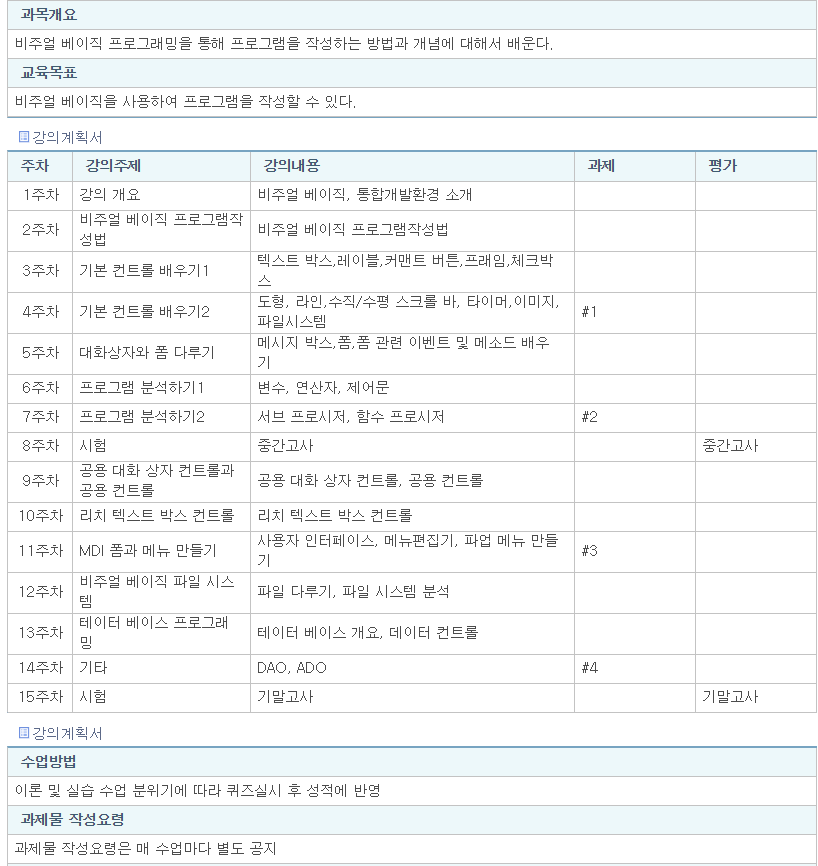 과목개요
비주얼 베이직 프로그래밍을 통해 프로그램을 작성하는 방법과 개념에 대해서 배운다.
교육목표
비주얼 베이직을 사용하여 프로그램을 작성할 수 있다.
강의계획서
주차 강의주제 강의내용 과제 평가
1주차 강의 개요 비주얼 베이직, 통합개발환경 소개
2주차 비주얼 베이직 프로그램작
성법 비주얼 베이직 프로그램작성법
3주차 기본 컨트롤 배우기1 텍스트 박스,레이블,커맨트 버튼,프래임,체크박
스
4주차 기본 컨트롤 배우기2 도형, 라인,수직/수평 스크롤 바, 타이머,이미지,
파일시스템 #1
5주차 대화상자와 폼 다루기 메시지 박스,폼,폼 관련 이벤트 및 메소드 배우
기
6주차 프로그램 분석하기1 변수, 연산자, 제어문
7주차 프로그램 분석하기2 서브 프로시저, 함수 프로시저 #2
8주차 시험 중간고사 중간고사
9주차 공용 대화 상자 컨트롤과
공용 컨트롤 공용 대화 상자 컨트롤, 공용 컨트롤
10주차 리치 텍스트 박스 컨트롤 리치 텍스트 박스 컨트롤
11주차 MDI 폼과 메뉴 만들기 사용자 인터페이스, 메뉴편집기, 파업 메뉴 만들
기 #3
12주차 비주얼 베이직 파일 시스
템 파일 다루기, 파일 시스템 분석
13주차 테이터 베이스 프로그래
밍 테이터 베이스 개요, 데이터 컨트롤
14주차 기타 DAO, ADO #4
15주차 시험 기말고사 기말고사
강의계획서
수업방법
이론 및 실습 수업 분위기에 따라 퀴즈실시 후 성적에 반영
과제물 작성요령
과제물 작성요령은 매 수업마다 별도 공지